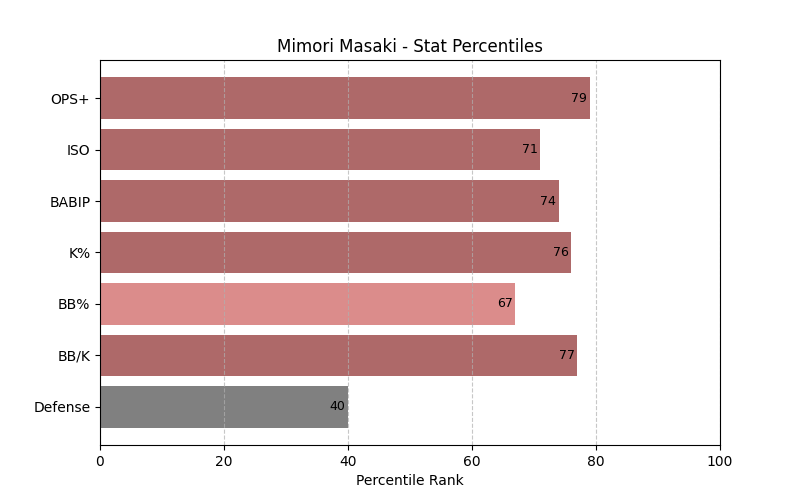 Mimori Masaki - Stat Percentiles
OPS+ 79
ISO 71
BABIP 74
K% 76
BB% 67
BB/K 77
Defense 40
0 20 40 60 80 100
Percentile Rank